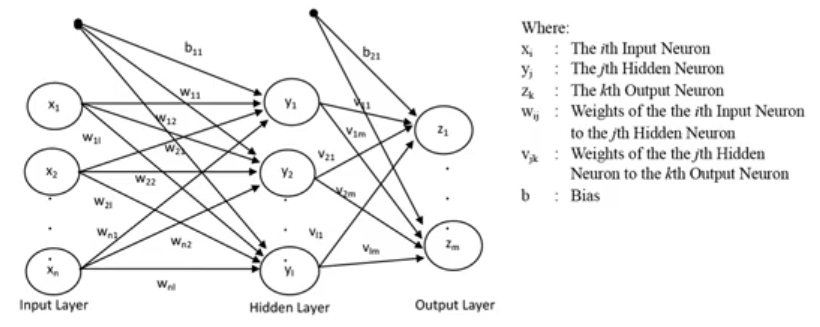 b11
b21
x1
w11
y1
v11
z1
w12
w1l
w21
v1m
x2
w22
y2
v21
v2m
w2l
wn1
wn2
vl1
vlm
xn
wnl
yl
zm
Input Layer
Hidden Layer
Output Layer
Where:
xi : The ith Input Neuron
yj : The jth Hidden Neuron
zk : The kth Output Neuron
wij : Weights of the the ith Input Neuron
to the jth Hidden Neuron
vjk : Weights of the the jth Hidden
Neuron to the kth Output Neuron
b : Bias